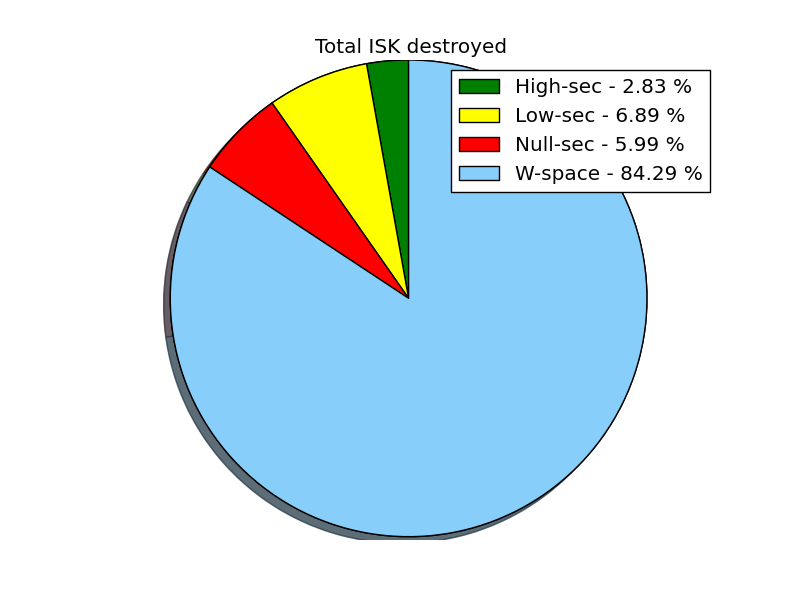 Total ISK destroyed
High-sec - 2.83 %
Low-sec - 6.89 %
Null-sec - 5.99 %
W-space - 84.29 %